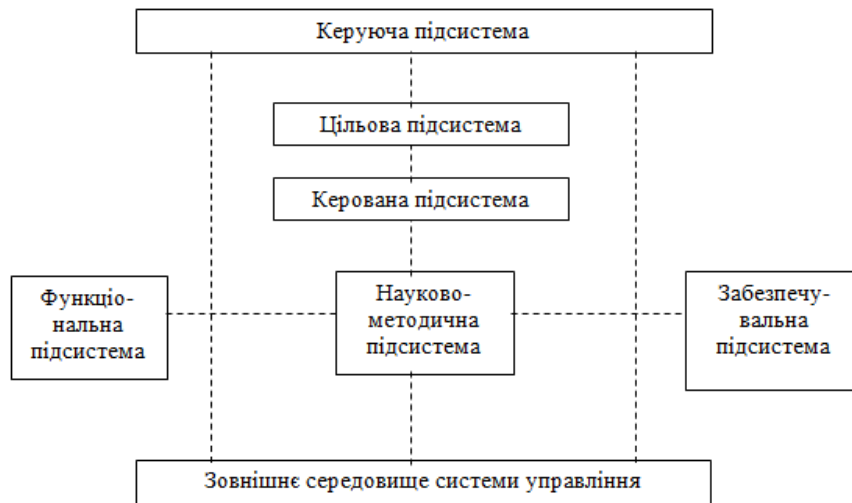 Керуюча підсистема
Цільова підсистема
Керована підсистема
Функціо-
нальна
підсистема
Науково-
методична
підсистема
Забезпечу-
вальна
підсистема
Зовнішнє середовище системи управління